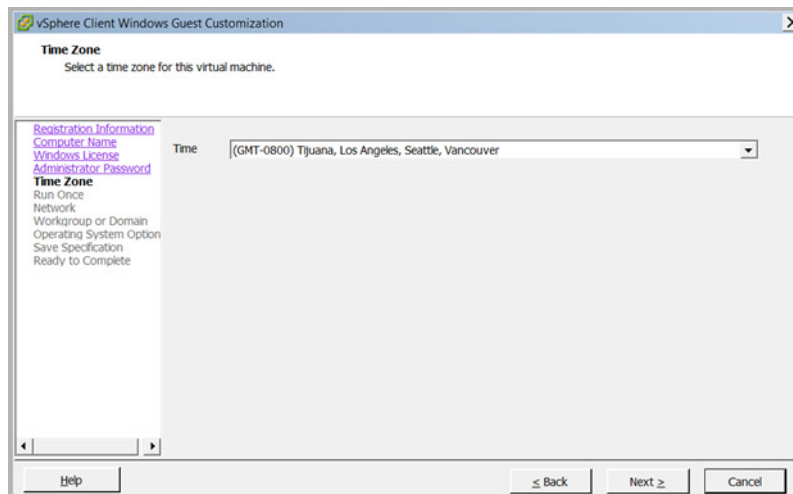 vSphere Client Windows Guest Customization
Time Zone
Select a time zone for this virtual machine.
Registration Information
Computer Name
Windows License
Administrator Password
Time Zone
Run Once
Network
Workgroup or Domain
Operating System Option
Save Specification
Ready to Complete
Time
(GMT-0800) Tijuana, Los Angeles, Seattle, Vancouver
Help
< Back
Next >
Cancel